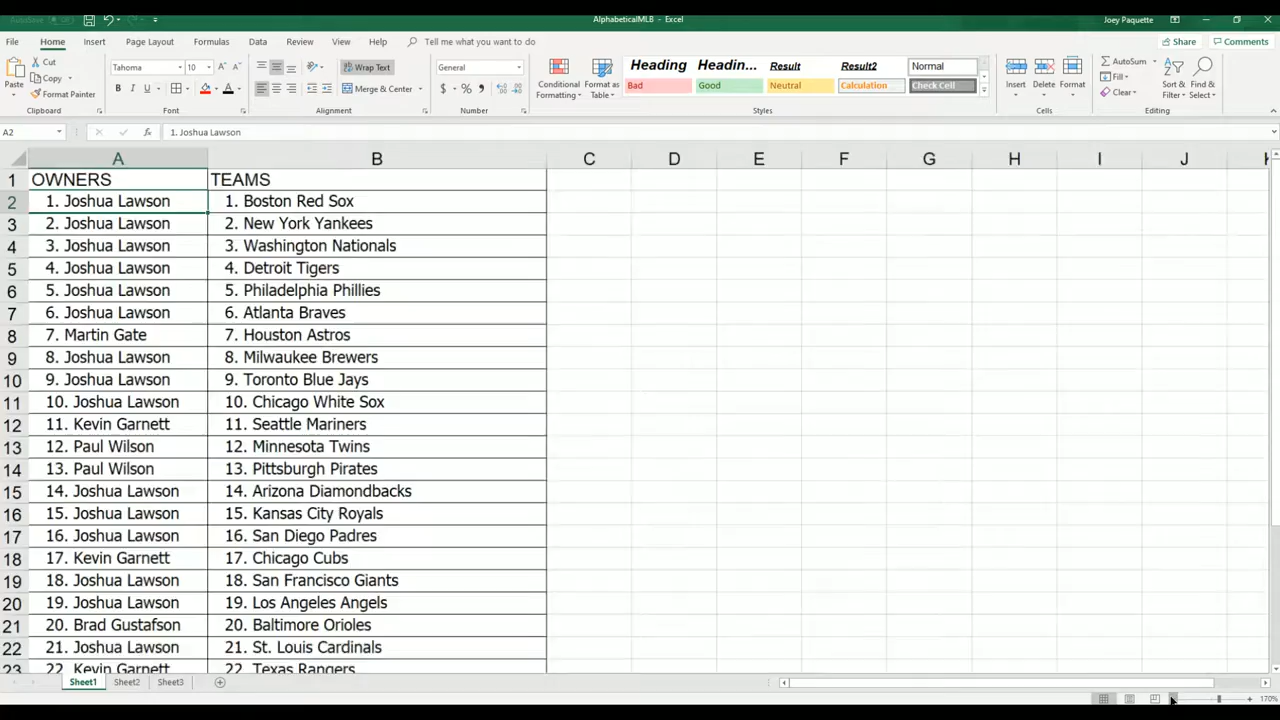 AutoSave Off AlphabeticalMLB - Excel Joey Paquette
File Home Insert Page Layout Formulas Data Review View Help Tell me what you want to do Share Comments
Paste Cut Copy Format Painter Clipboard
Tahoma 10 B I U A Font
Wrap Text Merge & Center Alignment
General $ % Number
Conditional Formatting Format as Table
Heading Headin... Result Result2 Normal
Bad Good Neutral Calculation Check Cell
Styles
Insert Delete Format Cells
AutoSum Fill Clear Sort & Filter Find & Select Editing
A2 fx 1. Joshua Lawson
A B C D E F G H I J K
1 OWNERS TEAMS
2 1. Joshua Lawson 1. Boston Red Sox
3 2. Joshua Lawson 2. New York Yankees
4 3. Joshua Lawson 3. Washington Nationals
5 4. Joshua Lawson 4. Detroit Tigers
6 5. Joshua Lawson 5. Philadelphia Phillies
7 6. Joshua Lawson 6. Atlanta Braves
8 7. Martin Gate 7. Houston Astros
9 8. Joshua Lawson 8. Milwaukee Brewers
10 9. Joshua Lawson 9. Toronto Blue Jays
11 10. Joshua Lawson 10. Chicago White Sox
12 11. Kevin Garnett 11. Seattle Mariners
13 12. Paul Wilson 12. Minnesota Twins
14 13. Paul Wilson 13. Pittsburgh Pirates
15 14. Joshua Lawson 14. Arizona Diamondbacks
16 15. Joshua Lawson 15. Kansas City Royals
17 16. Joshua Lawson 16. San Diego Padres
18 17. Kevin Garnett 17. Chicago Cubs
19 18. Joshua Lawson 18. San Francisco Giants
20 19. Joshua Lawson 19. Los Angeles Angels
21 20. Brad Gustafson 20. Baltimore Orioles
22 21. Joshua Lawson 21. St. Louis Cardinals
23 22. Kevin Garnett 22. Texas Rangers
Sheet1 Sheet2 Sheet3
170%